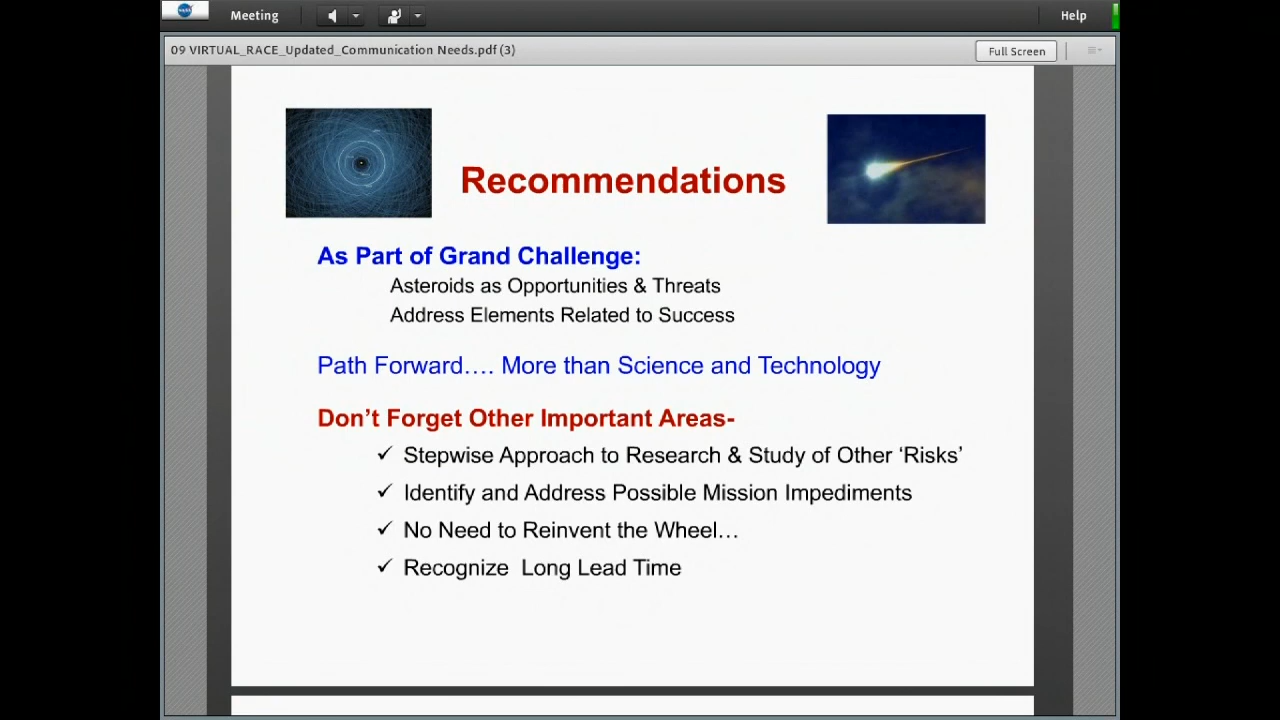 Meeting
Help
09 VIRTUAL_RACE_Updated_Communication Needs.pdf (3)
Full Screen
Recommendations
As Part of Grand Challenge:
Asteroids as Opportunities & Threats
Address Elements Related to Success
Path Forward…. More than Science and Technology
Don’t Forget Other Important Areas-
✓ Stepwise Approach to Research & Study of Other ‘Risks’
✓ Identify and Address Possible Mission Impediments
✓ No Need to Reinvent the Wheel…
✓ Recognize  Long Lead Time